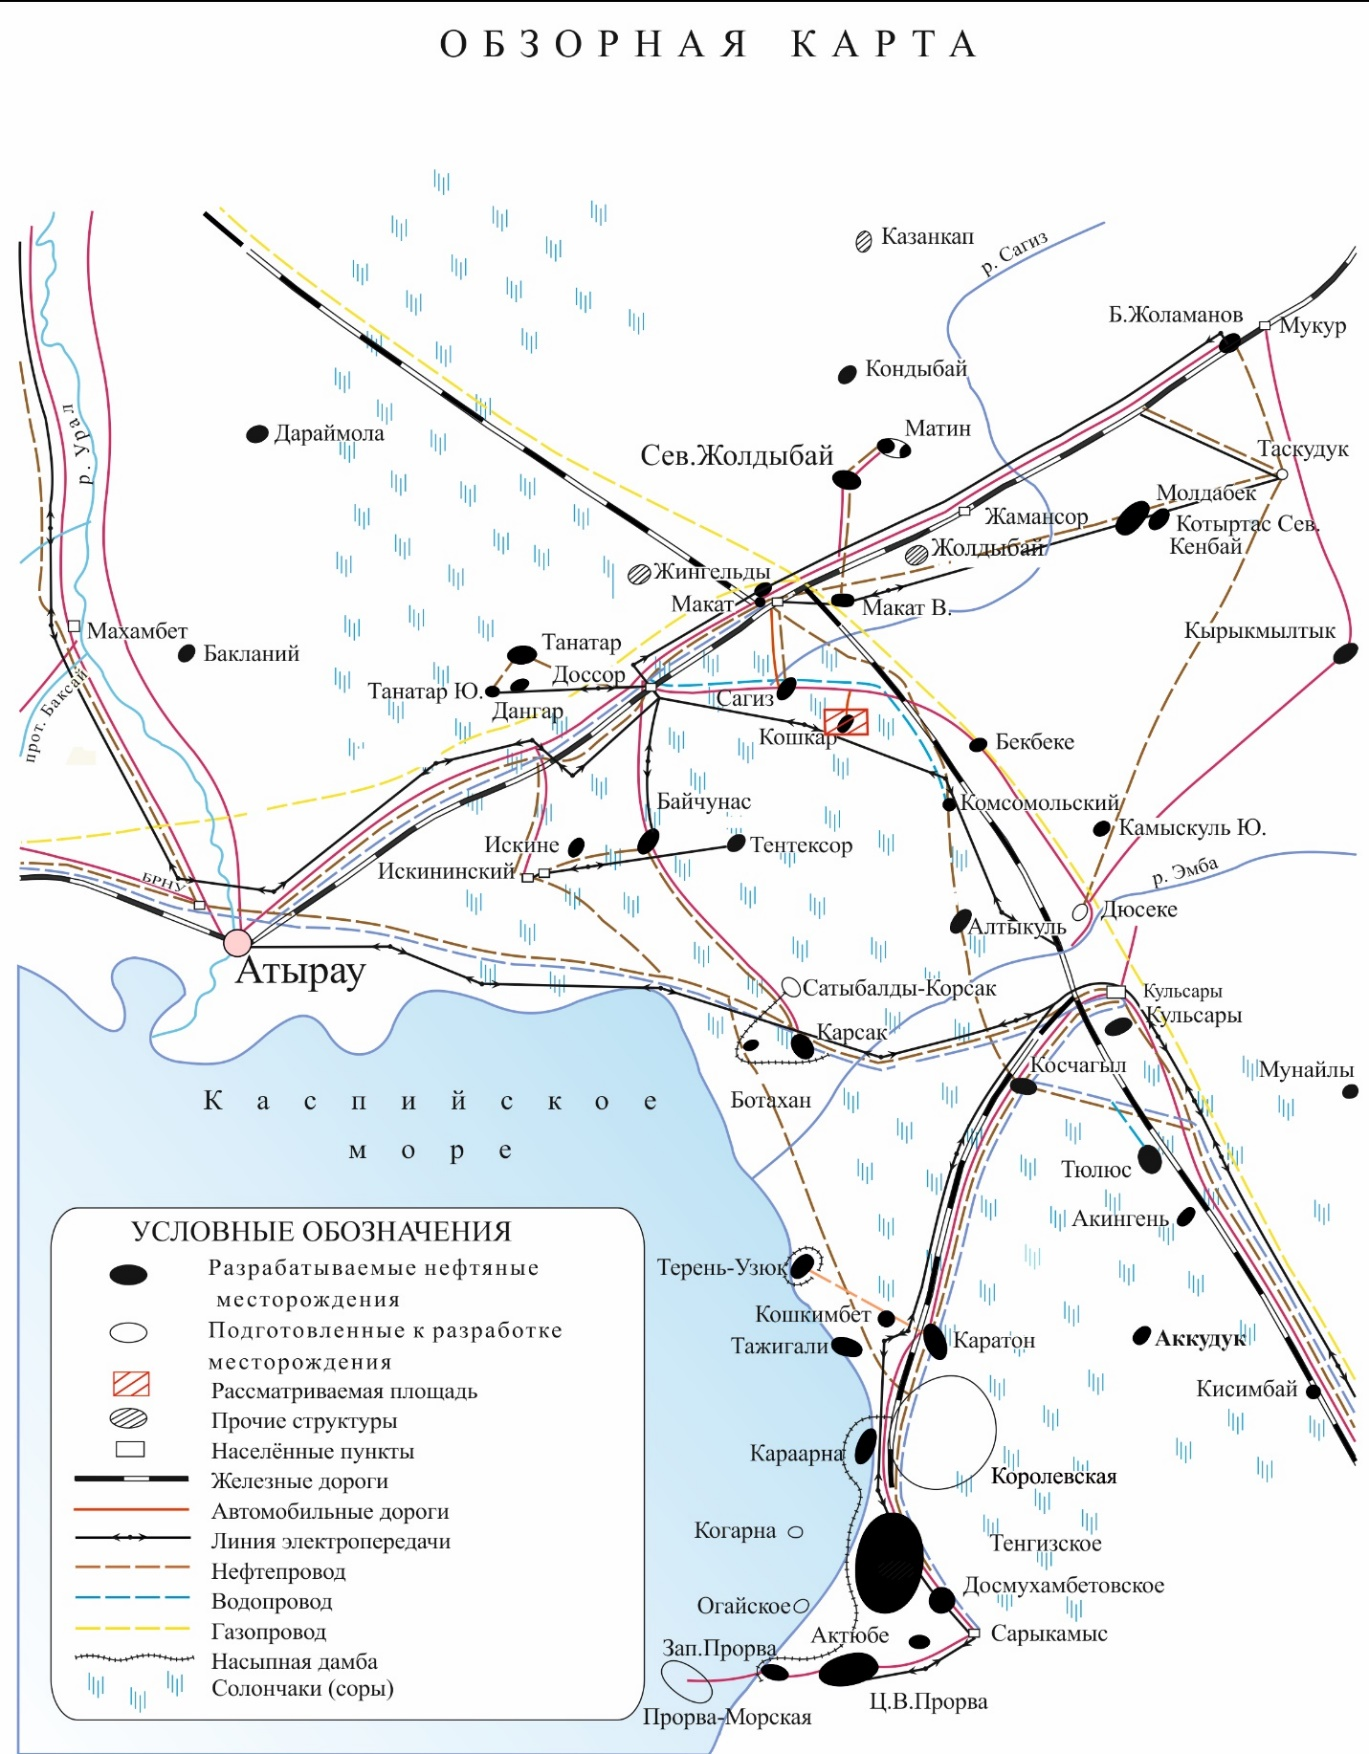 ОБЗОРНАЯ КАРТА
Казанкап
р. Сагиз
Б.Жоламанов
Мукур
Кондыбай
р. Урал
Дараймола
Матин
Сев.Жолдыбай
Таскудук
Молдабек
Жамансор
Котыртас Сев.
Жолдыбай
Кенбай
Жингельды
Макат
Макат В.
Махамбет
Бакланий
Танатар
Кырыкмылтык
Доссор
Танатар Ю.
Дангар
Сагиз
прот. Баксай
Кошкар
Бекбеке
Байчунас
Комсомольский
Камыскуль Ю.
Искине
Тентексор
Искининский
р. Эмба
БРНУ
Дюсеке
Алтыкуль
Атырау
Сатыбалды-Корсак
Кульсары
Кульсары
Карсак
Косчагыл
Мунайлы
Каспийское
Ботахан
море
Тюлюс
Акингень
Терень-Узюк
Кошкимбет
Тажигали
Каратон
Аккудук
Кисимбай
Караарна
Королевская
Когарна
Тенгизское
Досмухамбетовское
Огайское
Актюбе
Сарыкамыс
Зап.Прорва
Ц.В.Прорва
Прорва-Морская
УСЛОВНЫЕ ОБОЗНАЧЕНИЯ
Разрабатываемые нефтяные
месторождения
Подготовленные к разработке
месторождения
Рассматриваемая площадь
Прочие структуры
Населённые пункты
Железные дороги
Автомобильные дороги
Линия электропередачи
Нефтепровод
Водопровод
Газопровод
Насыпная дамба
Солончаки (соры)